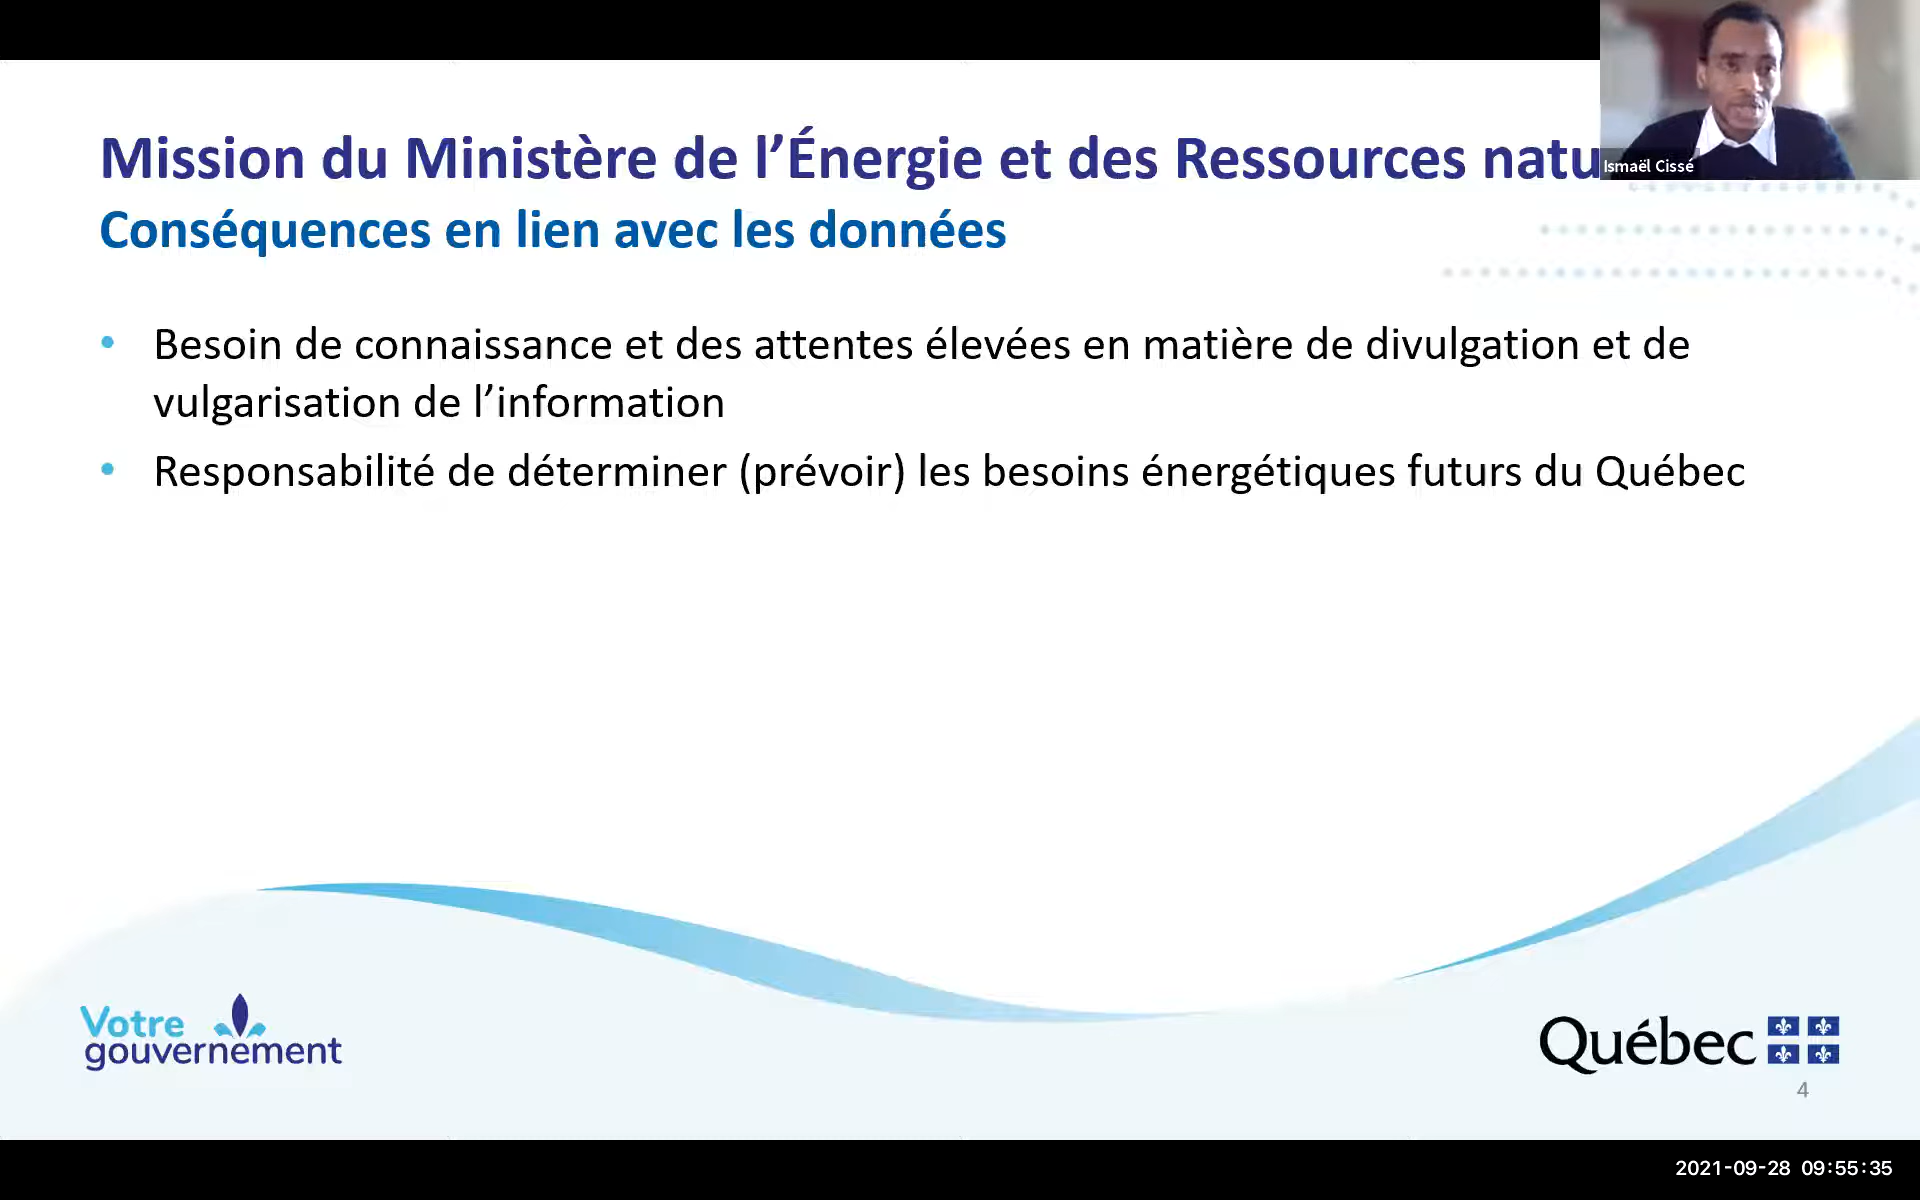 Mission du Ministère de l’Énergie et des Ressources natu
Ismaël Cissé
Conséquences en lien avec les données
• Besoin de connaissance et des attentes élevées en matière de divulgation et de
vulgarisation de l’information
• Responsabilité de déterminer (prévoir) les besoins énergétiques futurs du Québec
Votre
gouvernement
Québec
4
2021-09-28 09:55:35